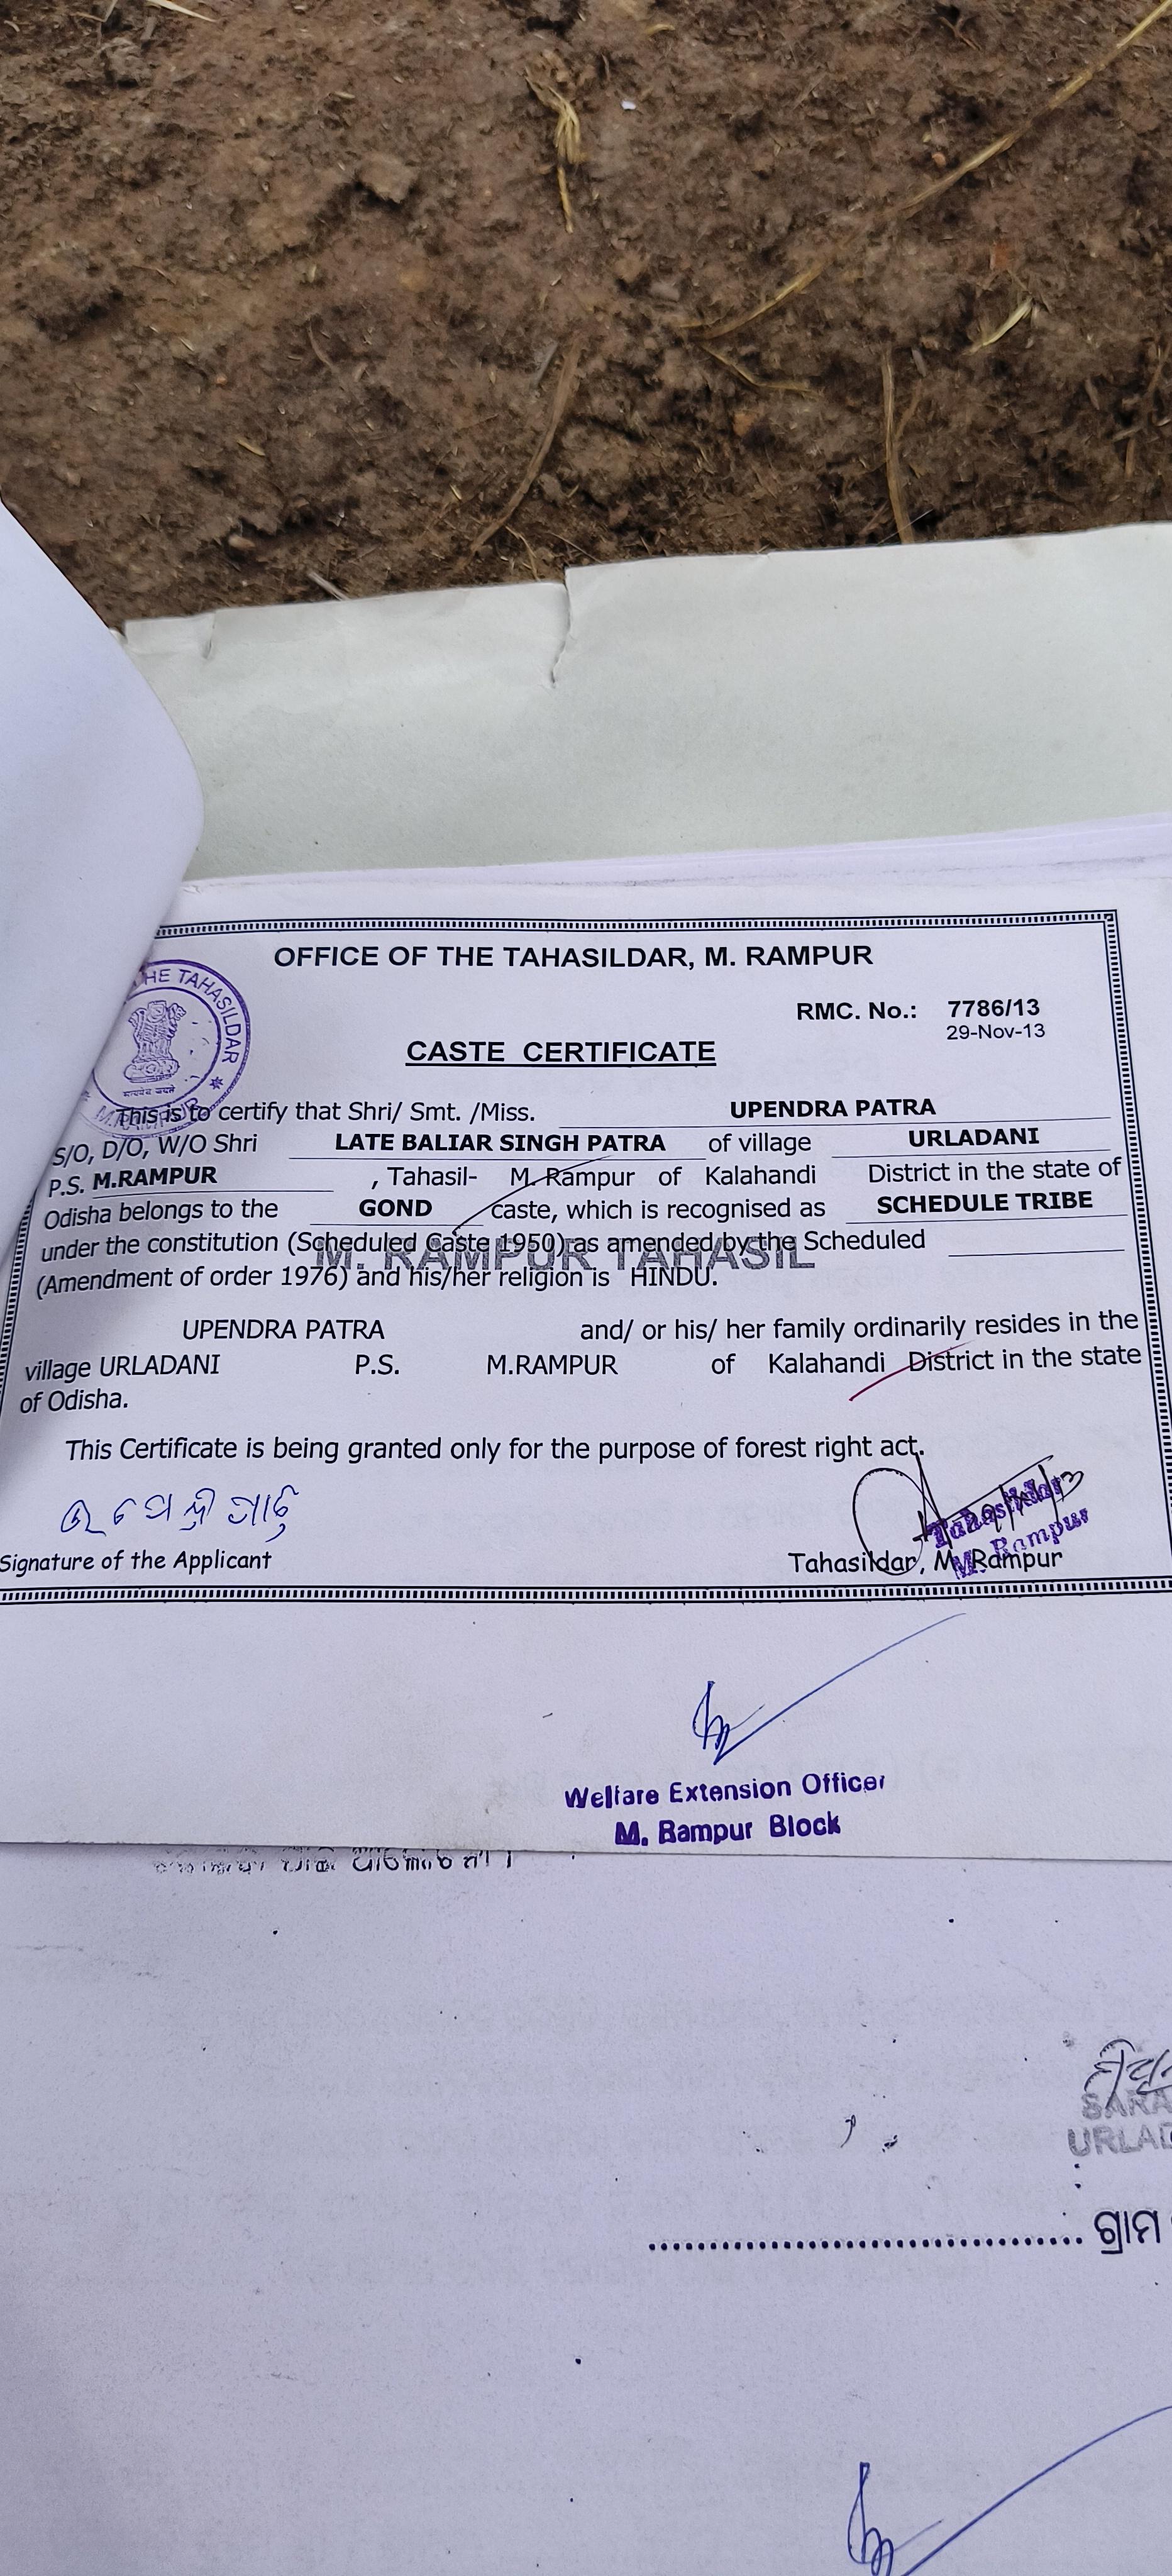 OFFICE OF THE TAHASILDAR, M. RAMPUR
HE TAHASILDAR
M. RAMPUR
RMC. No.: 7786/13
29-Nov-13
CASTE CERTIFICATE
This is to certify that Shri/ Smt. /Miss. UPENDRA PATRA
S/O, D/O, W/O Shri LATE BALIAR SINGH PATRA of village URLADANI
P.S. M.RAMPUR , Tahasil- M. Rampur of Kalahandi District in the state of
Odisha belongs to the GOND caste, which is recognised as SCHEDULE TRIBE
under the constitution (Scheduled Caste 1950) as amended by the Scheduled
M. RAMPUR TAHASIL
(Amendment of order 1976) and his/her religion is HINDU.
UPENDRA PATRA and/ or his/ her family ordinarily resides in the
village URLADANI P.S. M.RAMPUR of Kalahandi District in the state
of Odisha.
This Certificate is being granted only for the purpose of forest right act.
Tahasildar
M. Rampur
Signature of the Applicant
Tahasildar, M. Rampur
Welfare Extension Officer
M. Rampur Block
SARA
URLAD
ଗ୍ରାମ